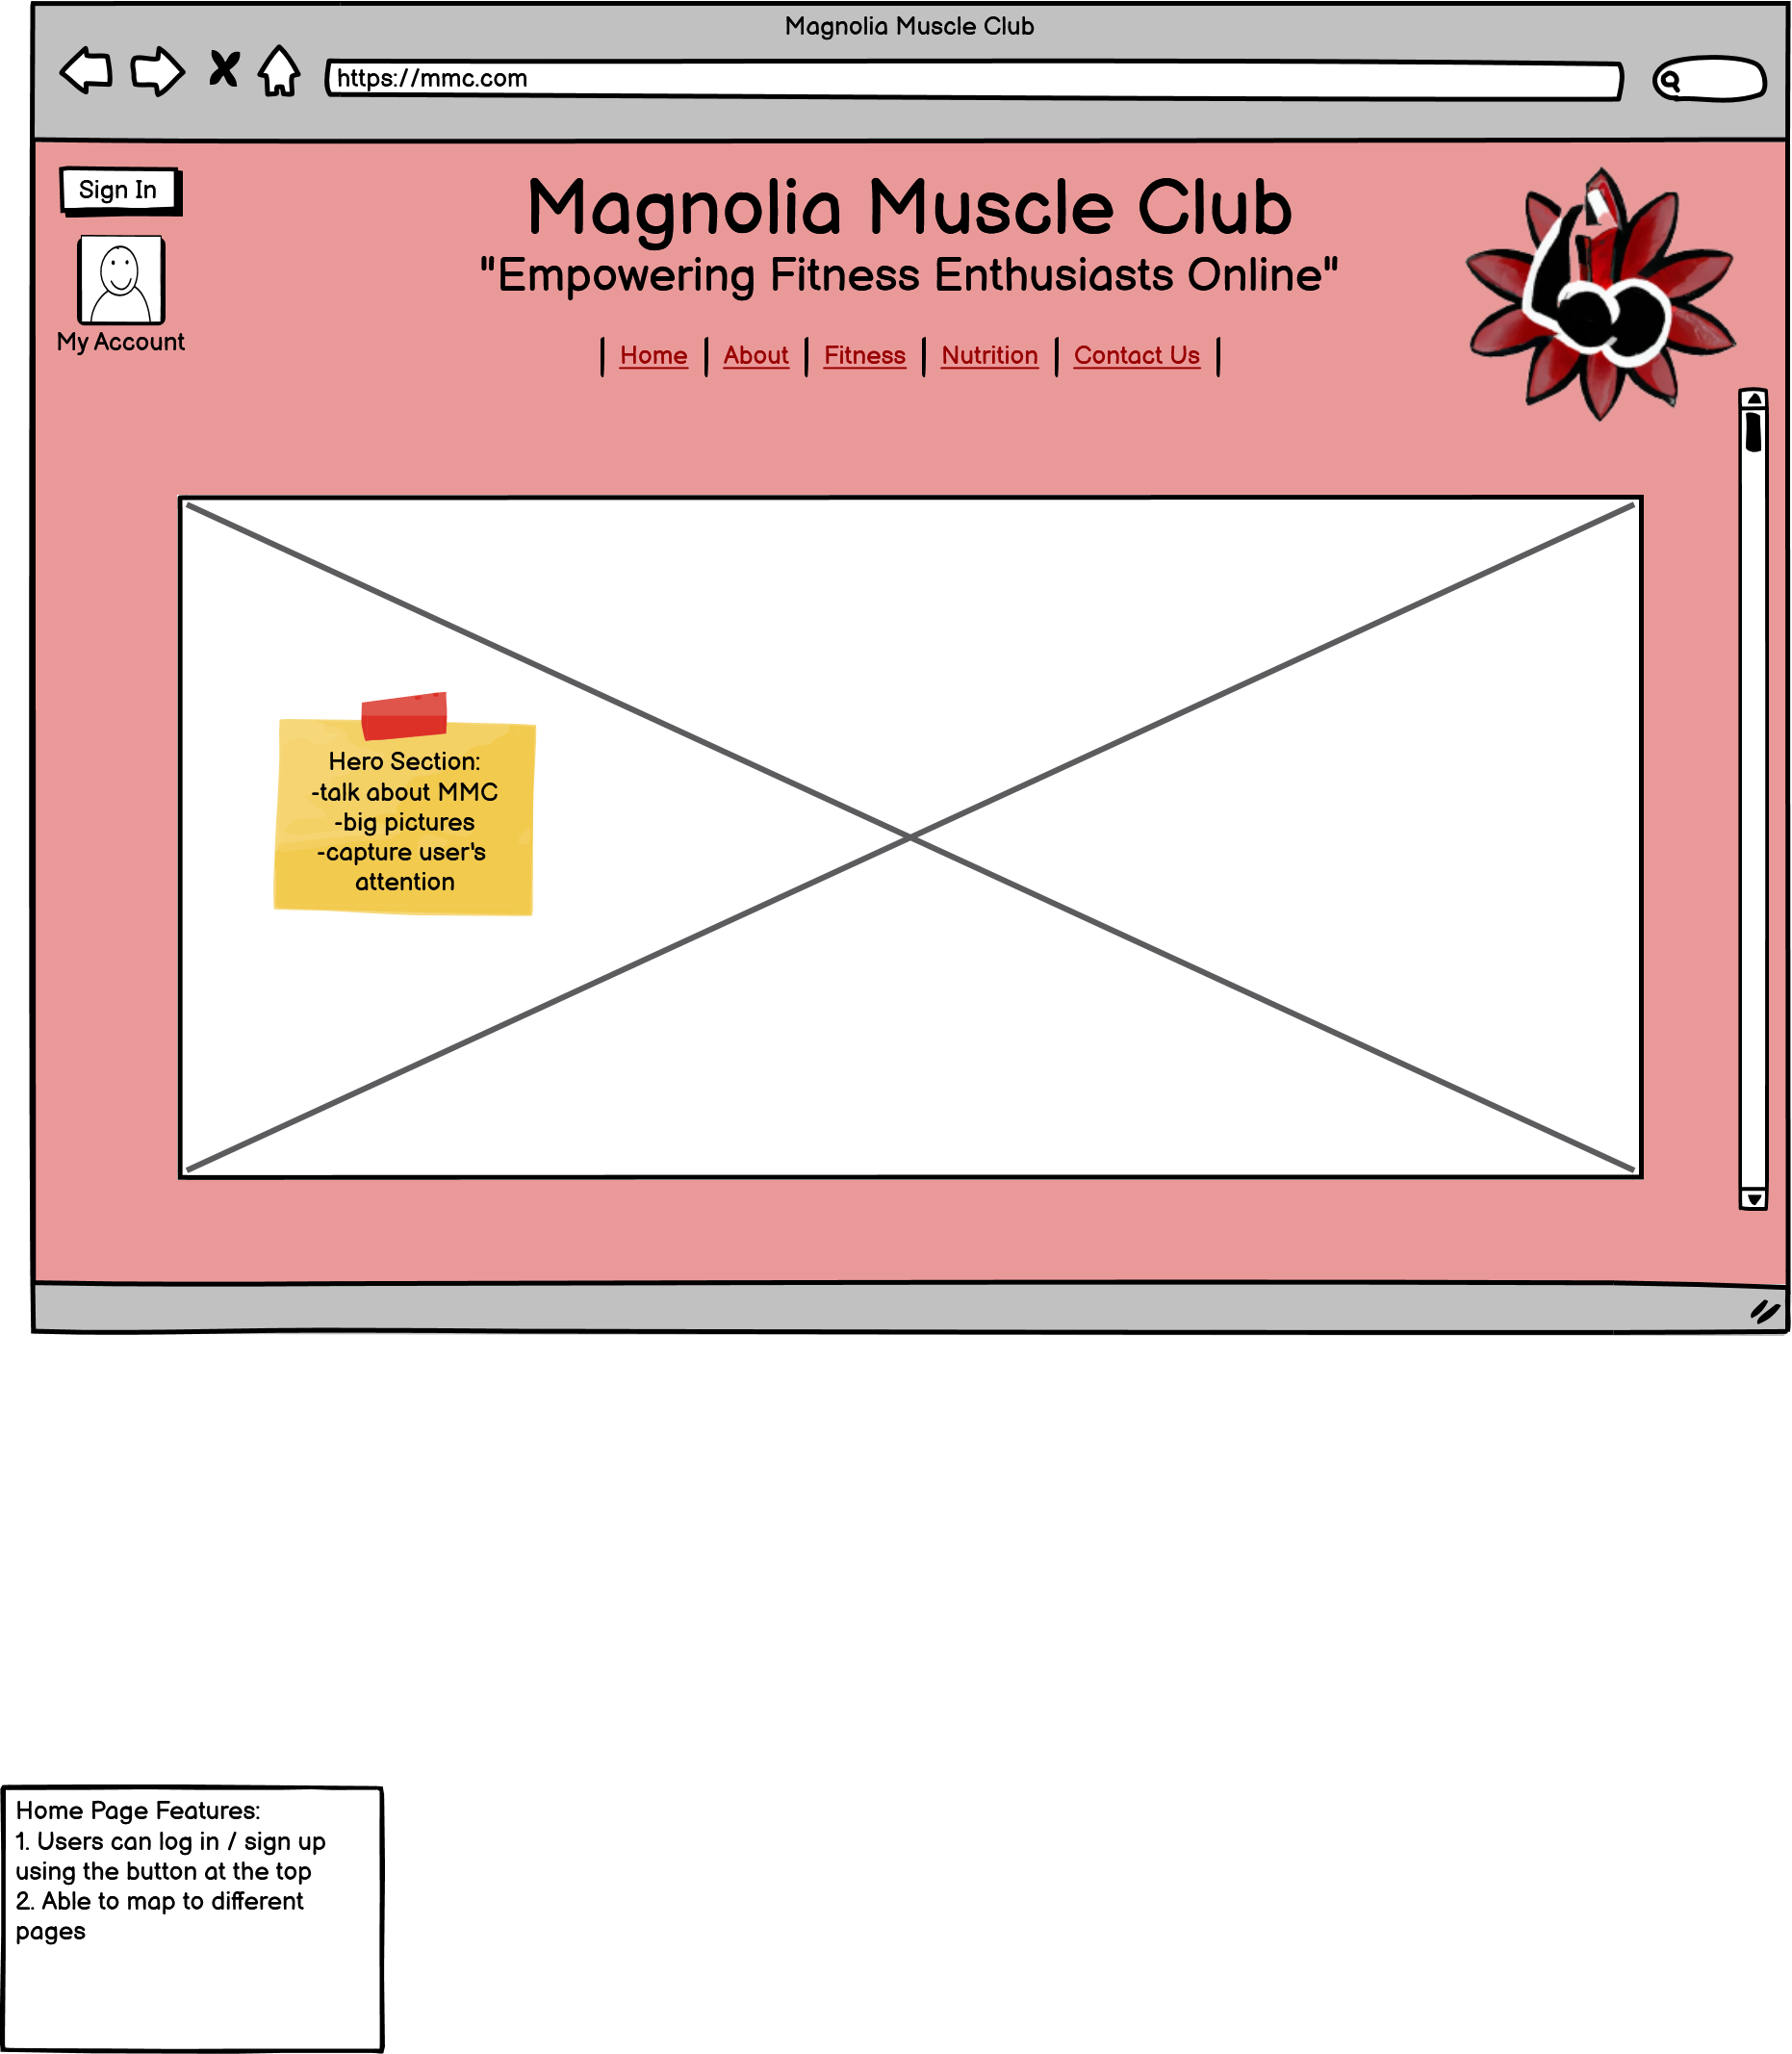 Magnolia Muscle Club
https://mmc.com
Sign In
My Account
Magnolia Muscle Club
"Empowering Fitness Enthusiasts Online"
| Home | About | Fitness | Nutrition | Contact Us |
Hero Section:
-talk about MMC
-big pictures
-capture user's
attention
Home Page Features:
1. Users can log in / sign up
using the button at the top
2. Able to map to different
pages